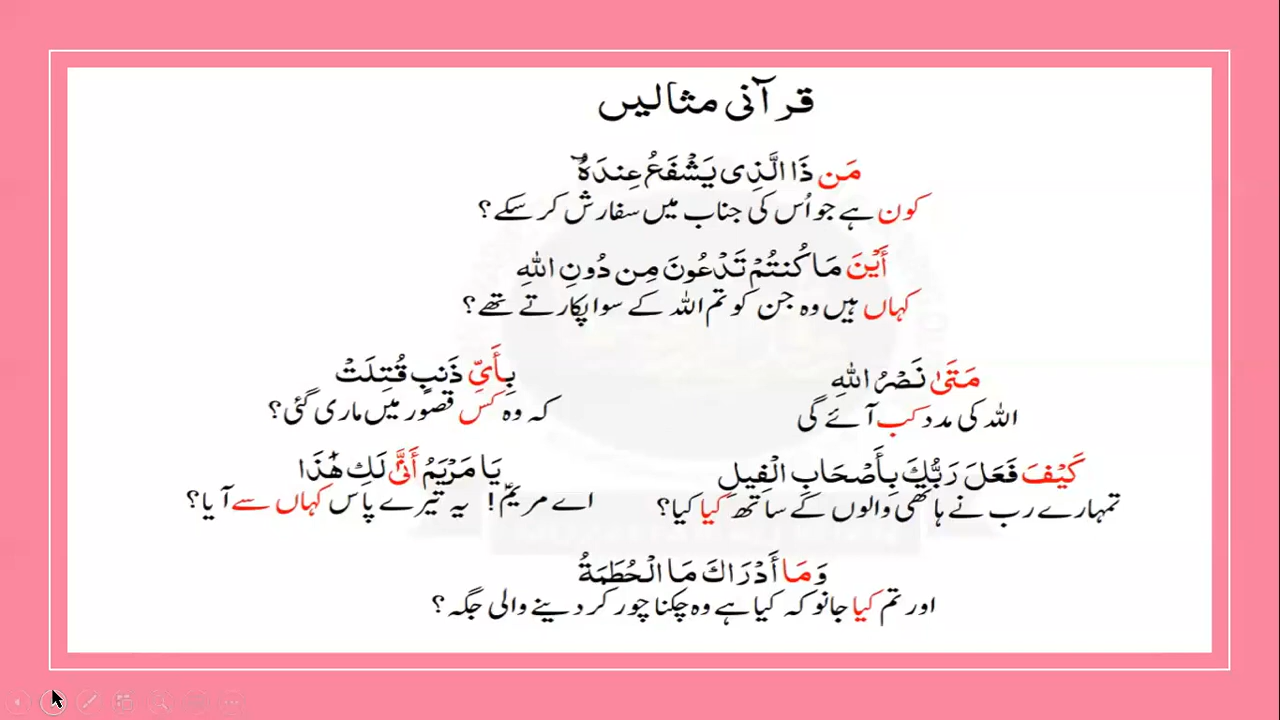 قرآنی مثالیں
مَن ذَا الَّذِی یَشْفَعُ عِندَہُ
کون ہے جو اُس کی جناب میں سفارش کر سکے؟
أَیْنَ مَا کُنتُمْ تَدْعُونَ مِن دُونِ اللّٰهِ
کہاں ہیں وہ جن کو تم اللہ کے سوا پکارتے تھے؟
مَتَىٰ نَصْرُ اللّٰهِ
اللہ کی مدد کب آئے گی
بِأَیِّ ذَنبٍ قُتِلَتْ
کہ وہ کس قصور میں ماری گئی؟
کَیْفَ فَعَلَ رَبُّكَ بِأَصْحَابِ الْفِیلِ
تمہارے رب نے ہاتھی والوں کے ساتھ کیا کیا؟
یَا مَرْیَمُ أَنَّىٰ لَكِ هَٰذَا
اے مریمؑ! یہ تیرے پاس کہاں سے آیا؟
وَمَا أَدْرَاكَ مَا الْحُطَمَةُ
اور تم کیا جانو کہ کیا ہے وہ چکنا چور کر دینے والی جگہ؟